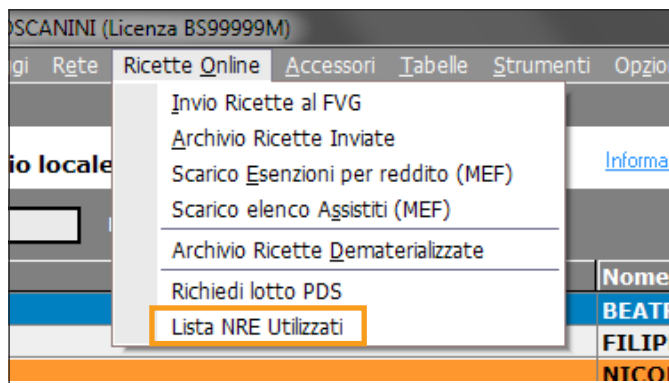 OSCANINI (Licenza BS99999M)
gi Rete Ricette Online Accessori Tabelle Strumenti Opzio
Invio Ricette al FVG
Archivio Ricette Inviate
io locale
Informa
Scarico Esenzioni per reddito (MEF)
Scarico elenco Assistiti (MEF)
Archivio Ricette Dematerializzate
Richiedi lotto PDS
Nome
BEATR
Lista NRE Utilizzati
FILIP
NICO